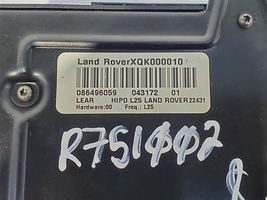 Land RoverXQK000010
086496059 043172 01
LEAR HIPO L25 LAND ROVER 22431
Hardware:00 Freq.: L25
R751002